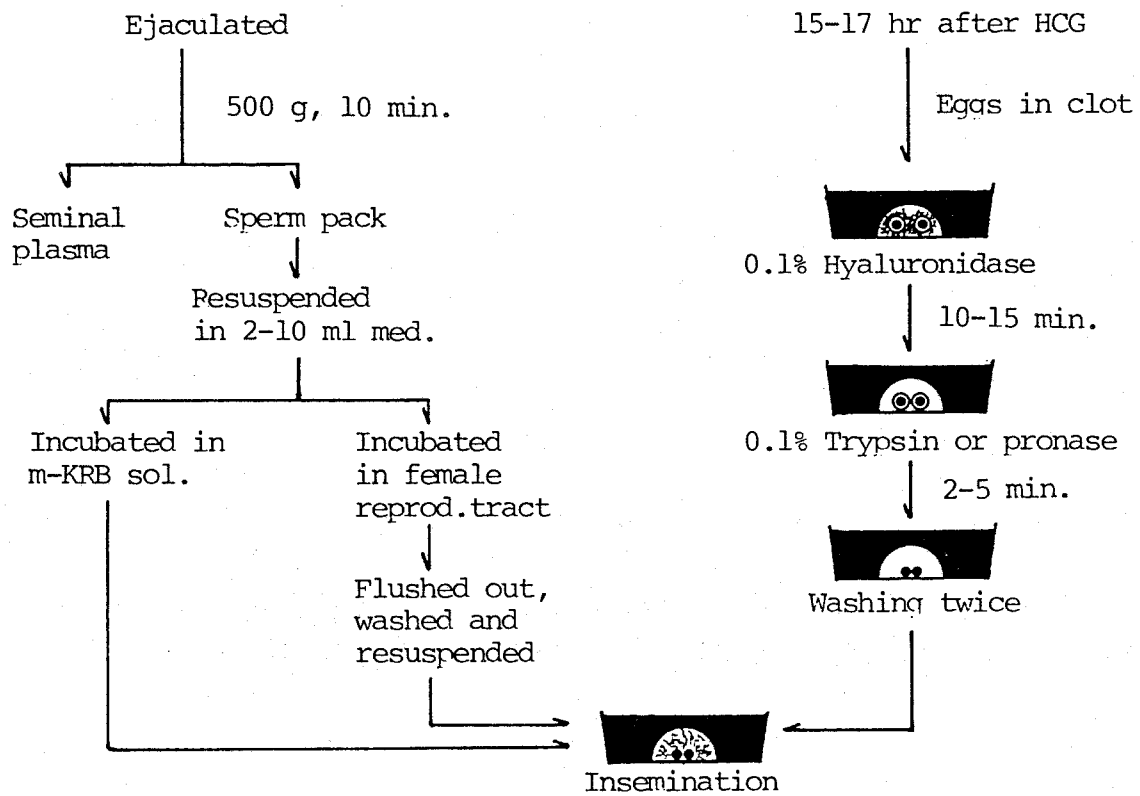 Ejaculated
500 g, 10 min.
Seminal
plasma
Sperm pack
Resuspended
in 2-10 ml med.
Incubated in
m-KRB sol.
Incubated
in female
reprod.tract
Flushed out,
washed and
resuspended
15-17 hr after HCG
Eggs in clot
0.1% Hyaluronidase
10-15 min.
0.1% Trypsin or pronase
2-5 min.
Washing twice
Insemination